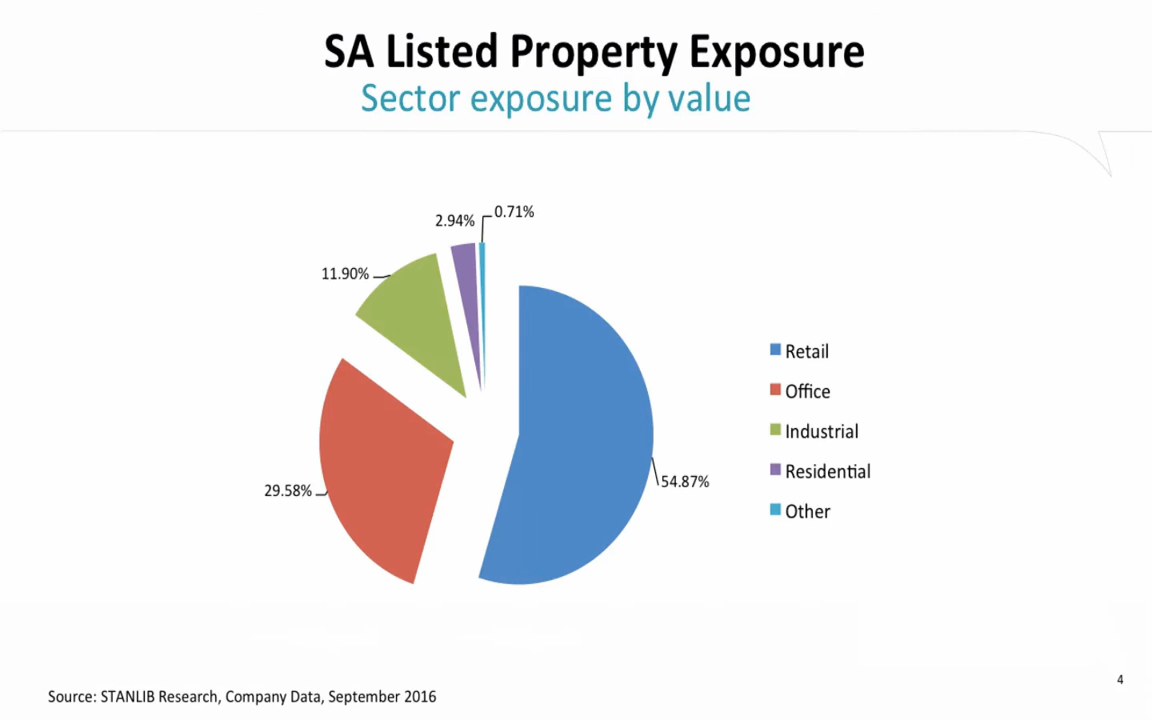 SA Listed Property Exposure
Sector exposure by value
2.94%
0.71%
11.90%
29.58%
54.87%
Retail
Office
Industrial
Residential
Other
4
Source: STANLIB Research, Company Data, September 2016